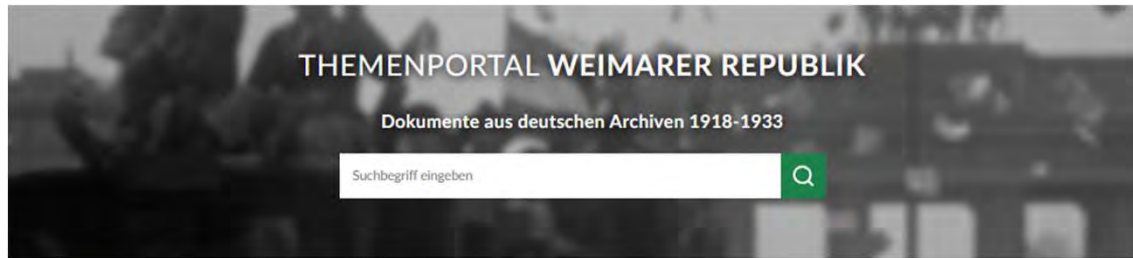 THEMENPORTAL WEIMARER REPUBLIK
Dokumente aus deutschen Archiven 1918-1933
Suchbegriff eingeben